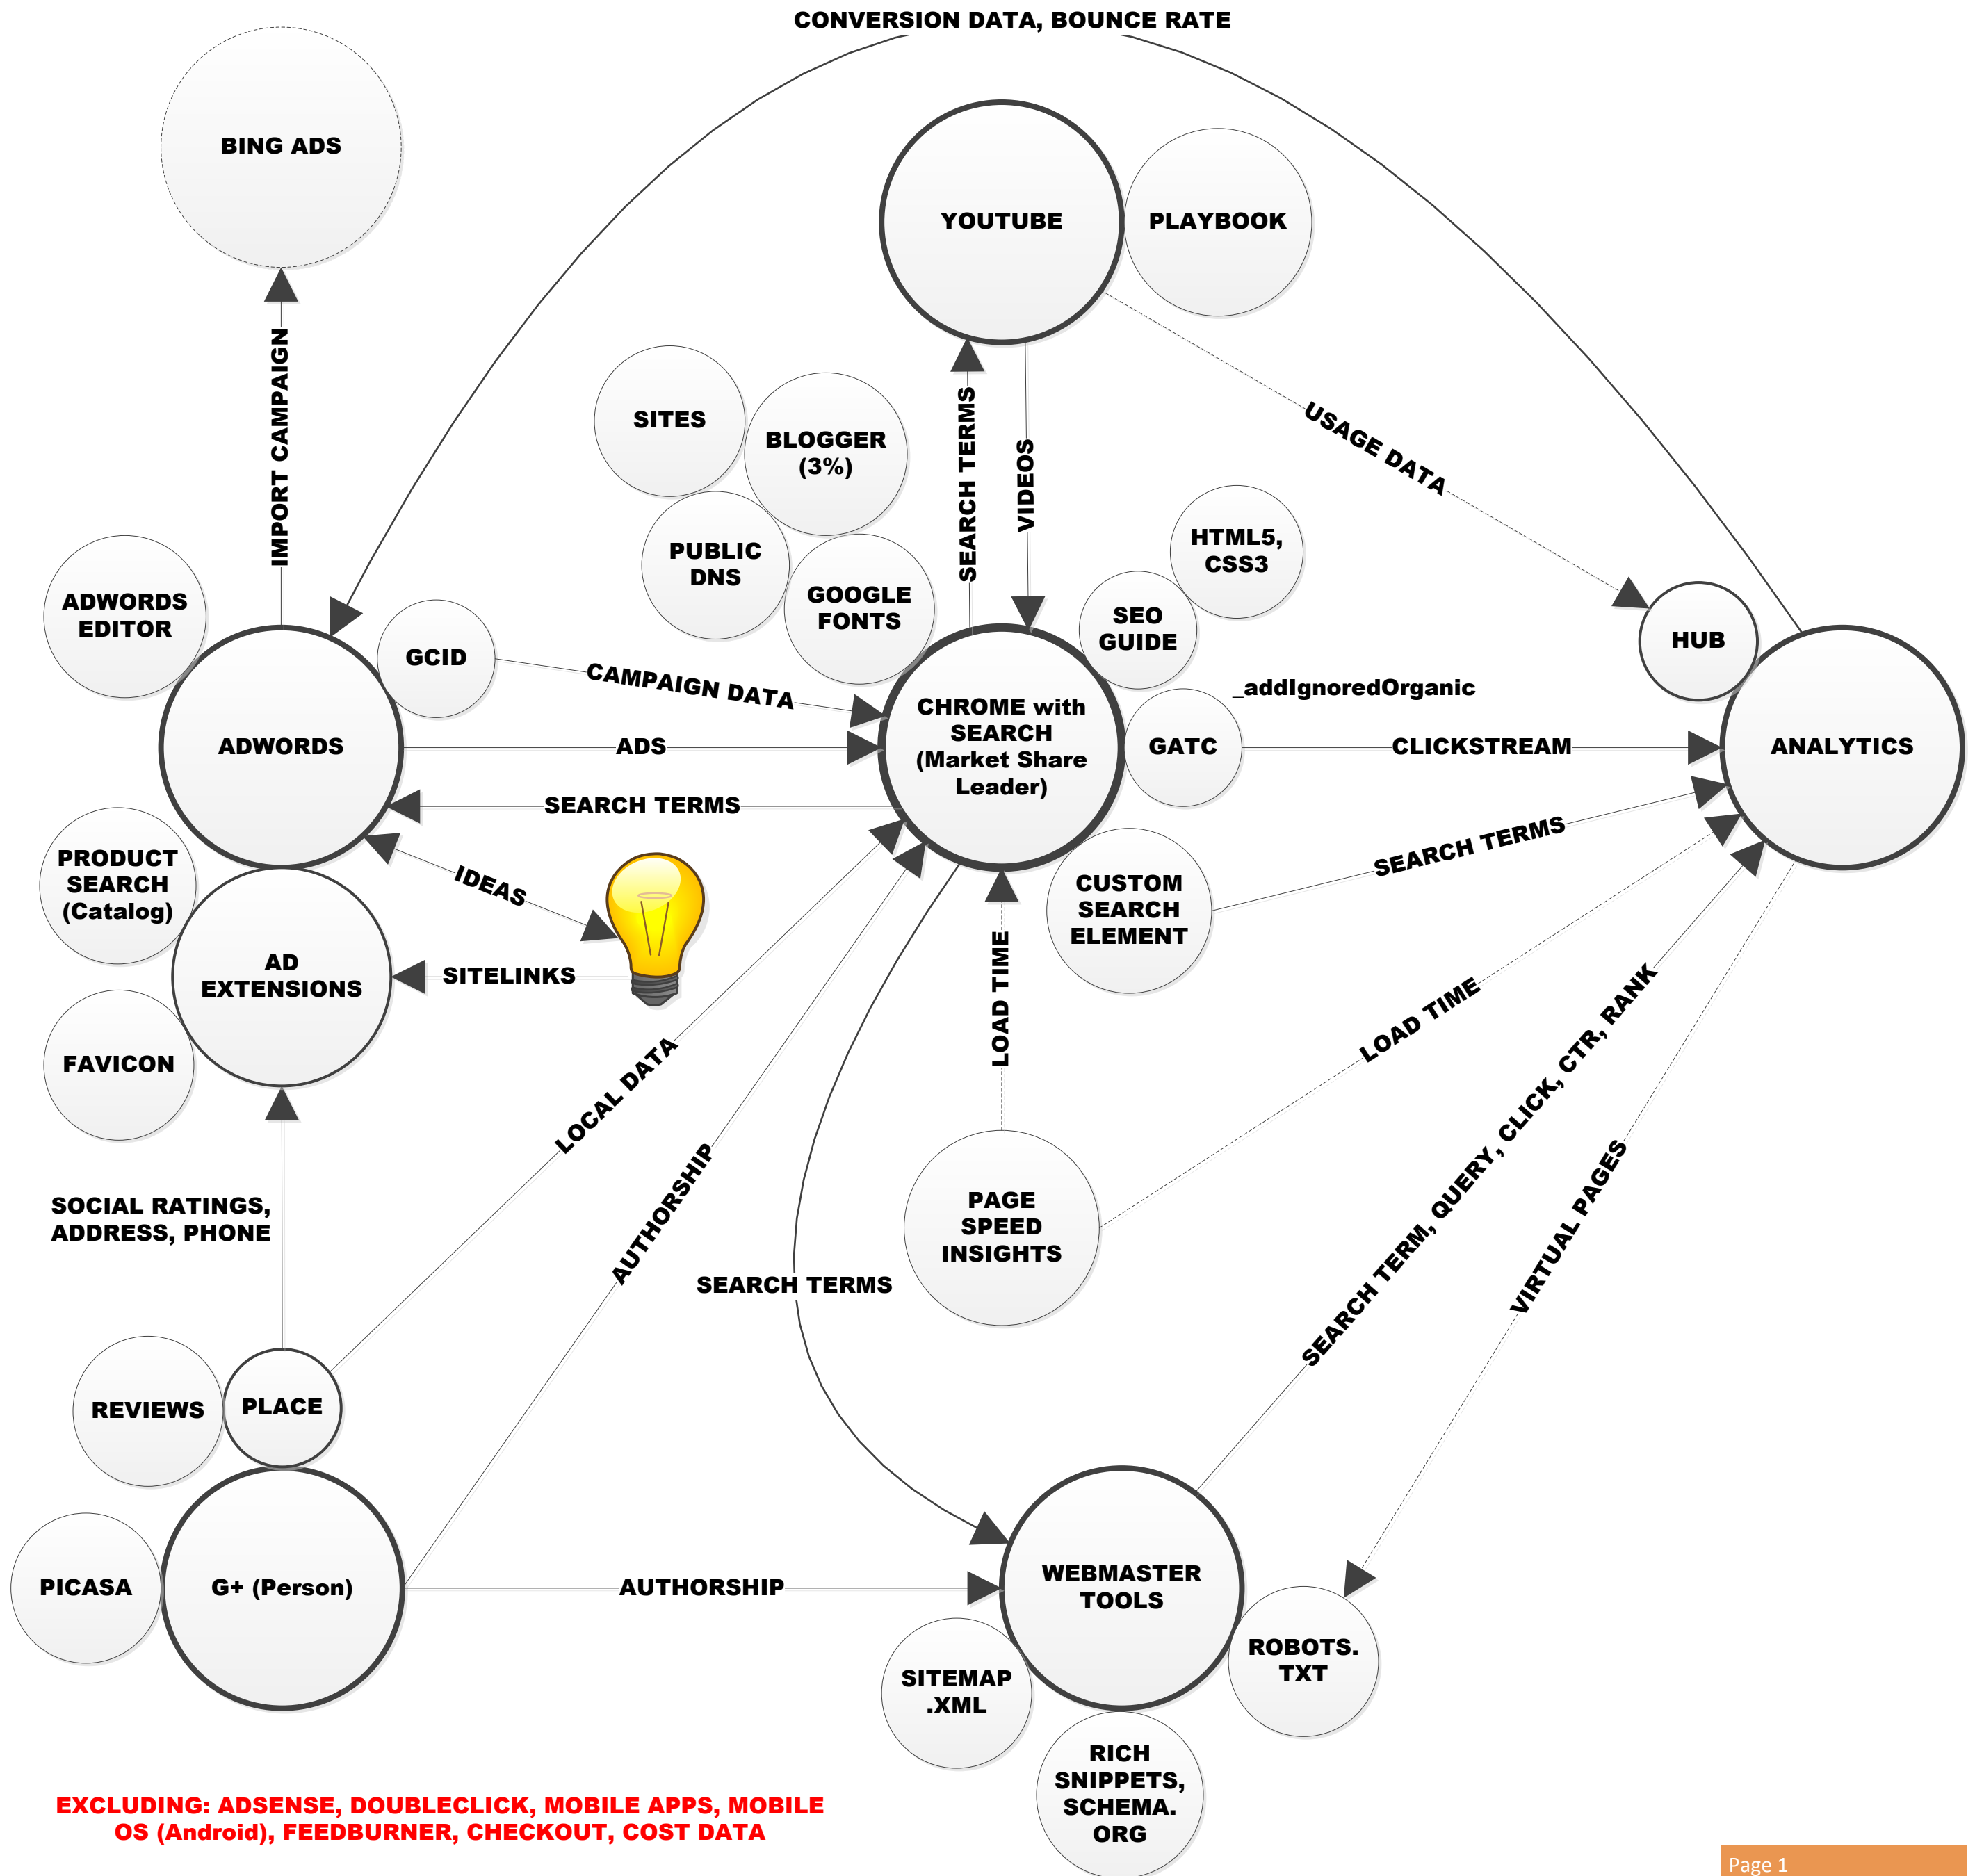 CONVERSION DATA, BOUNCE RATE
BING ADS
YOUTUBE
PLAYBOOK
IMPORT CAMPAIGN
SITES
BLOGGER
(3%)
SEARCH TERMS
VIDEOS
USAGE DATA
PUBLIC
DNS
HTML5,
CSS3
ADWORDS
EDITOR
GOOGLE
FONTS
SEO
GUIDE
HUB
GCID
CAMPAIGN DATA
_addIgnoredOrganic
ADWORDS
ADS
CHROME with
SEARCH
(Market Share
Leader)
GATC
CLICKSTREAM
ANALYTICS
SEARCH TERMS
SEARCH TERMS
PRODUCT
SEARCH
(Catalog)
IDEAS
CUSTOM
SEARCH
ELEMENT
AD
EXTENSIONS
SITELINKS
LOAD TIME
LOAD TIME
FAVICON
LOCAL DATA
SEARCH TERM, QUERY, CLICK, CTR, RANK
SOCIAL RATINGS,
ADDRESS, PHONE
AUTHORSHIP
PAGE
SPEED
INSIGHTS
VIRTUAL PAGES
SEARCH TERMS
REVIEWS
PLACE
PICASA
G+ (Person)
AUTHORSHIP
WEBMASTER
TOOLS
ROBOTS.
TXT
SITEMAP
.XML
RICH
SNIPPETS,
SCHEMA.
ORG
EXCLUDING: ADSENSE, DOUBLECLICK, MOBILE APPS, MOBILE
OS (Android), FEEDBURNER, CHECKOUT, COST DATA
Page 1